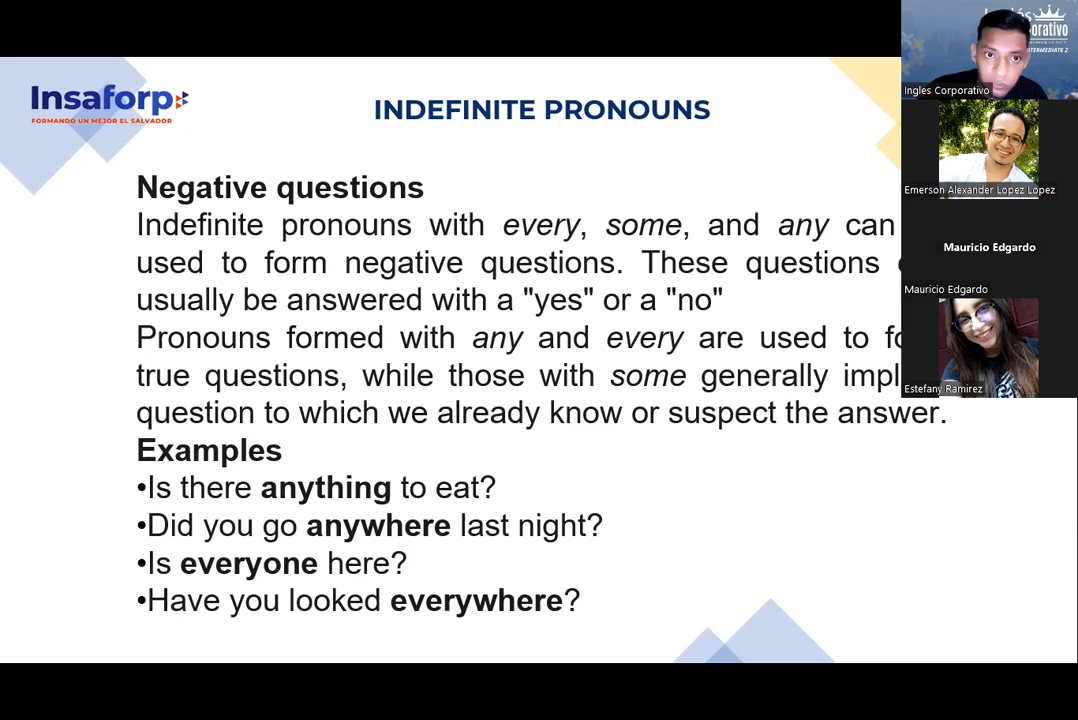 Insaforp
FORMANDO UN MEJOR EL SALVADOR
INDEFINITE PRONOUNS
Negative questions
Indefinite pronouns with every, some, and any can
used to form negative questions. These questions
usually be answered with a "yes" or a "no"
Pronouns formed with any and every are used to
true questions, while those with some generally
question to which we already know or suspect the answer.
Examples
•Is there anything to eat?
•Did you go anywhere last night?
•Is everyone here?
•Have you looked everywhere?
INTERMEDIATE 2
Ingles Corporativo
Emerson Alexander Lopez Lopez
Mauricio Edgardo
Mauricio Edgardo
Estefany Ramirez